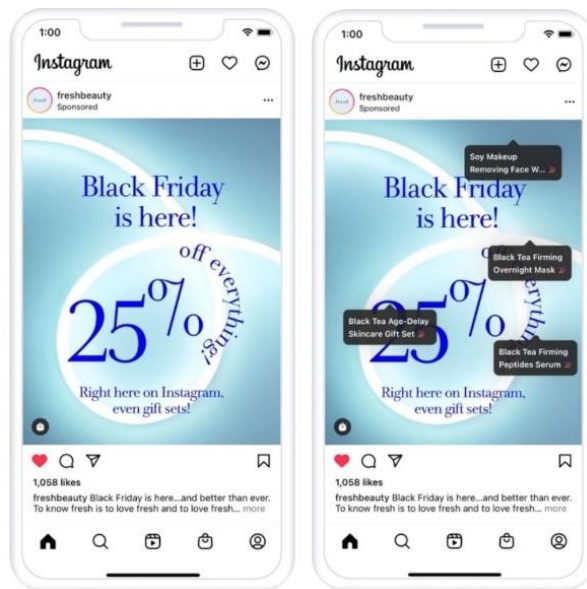 1:00
Instagram
fresh
freshbeauty
Sponsored
Black Friday
is here!
off everything!
25%
Right here on Instagram,
even gift sets!
1,058 likes
freshbeauty Black Friday is here...and better than ever.
To know fresh is to love fresh and to love fresh... more
1:00
Instagram
fresh
freshbeauty
Sponsored
Soy Makeup
Removing Face W...
Black Friday
is here!
off everything!
Black Tea Firming
Overnight Mask
25%
Black Tea Age-Delay
Skincare Gift Set
Black Tea Firming
Peptides Serum
Right here on Instagram,
even gift sets!
1,058 likes
freshbeauty Black Friday is here...and better than ever.
To know fresh is to love fresh and to love fresh... more